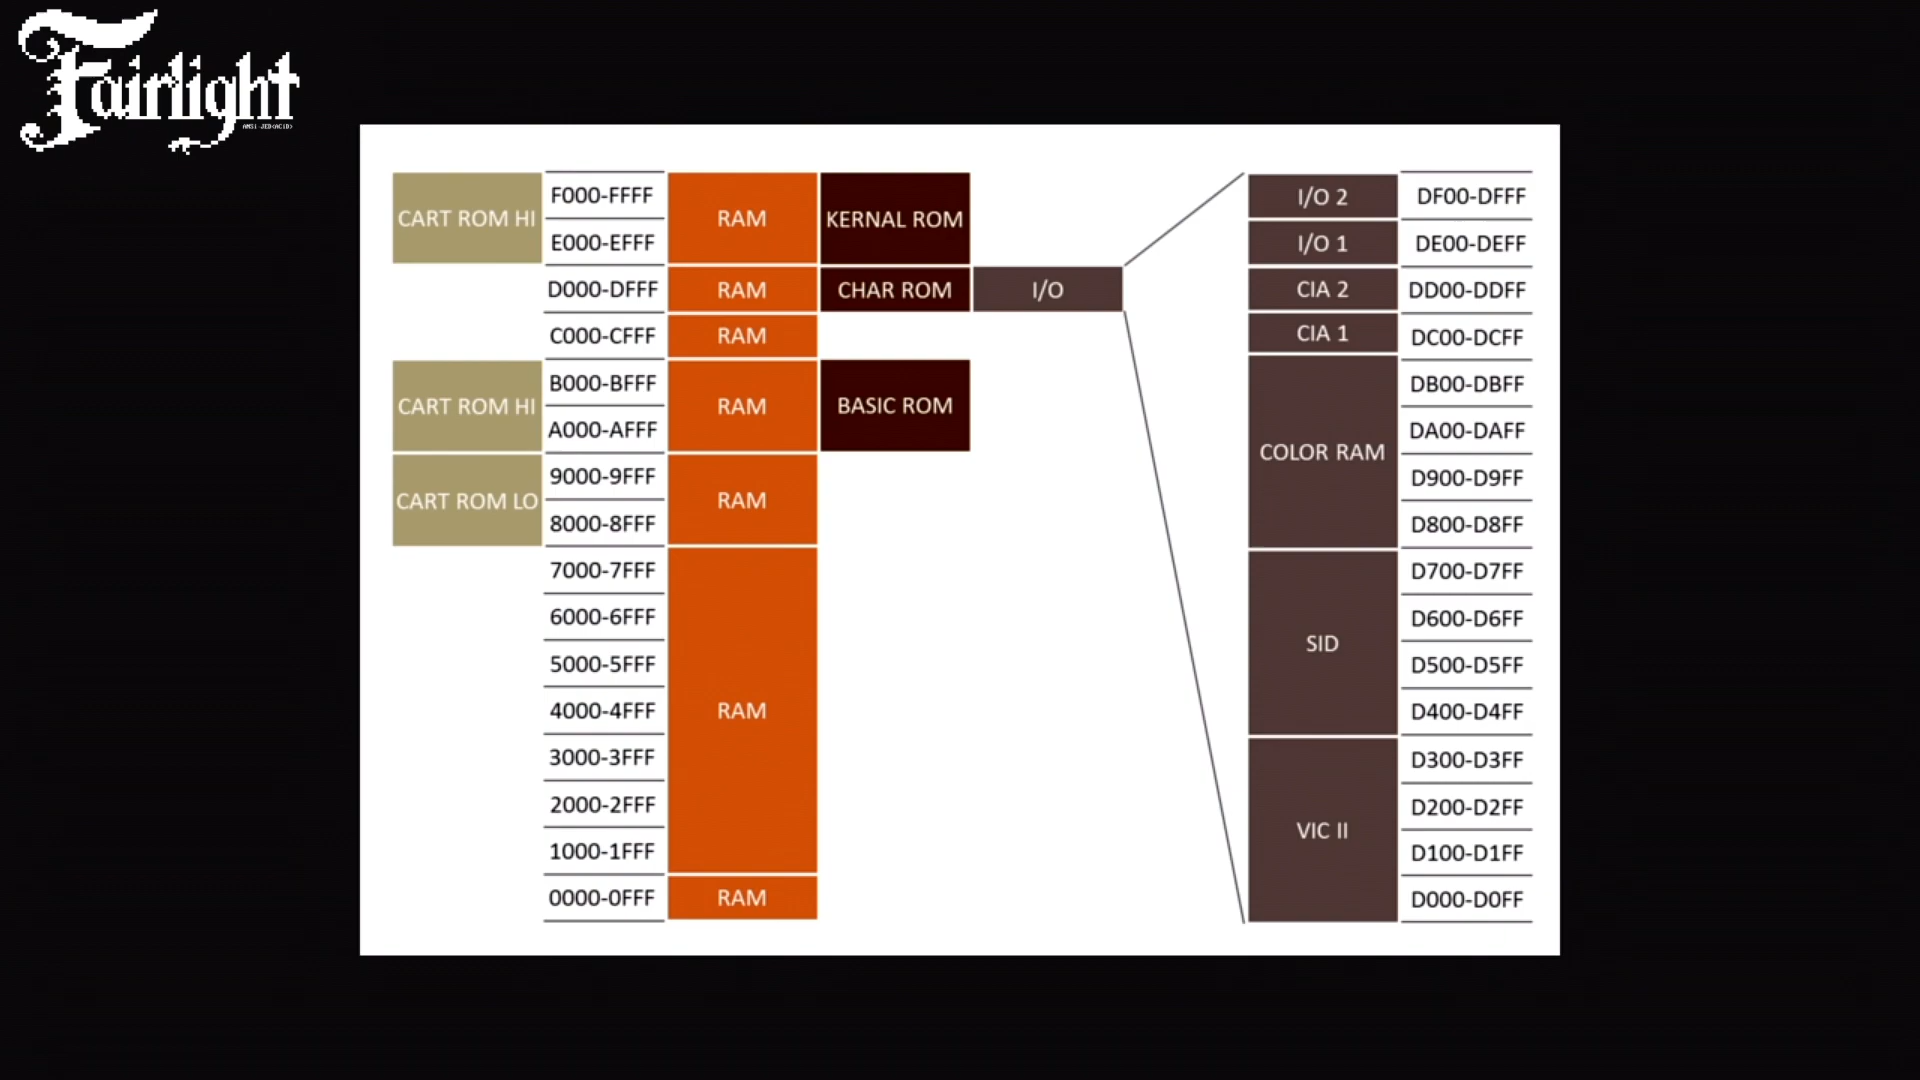 Fairlight
ANSI JED<ACID>
CART ROM HI
F000-FFFF
RAM
KERNAL ROM
E000-EFFF
D000-DFFF
RAM
CHAR ROM
I/O
C000-CFFF
RAM
CART ROM HI
B000-BFFF
RAM
BASIC ROM
A000-AFFF
CART ROM LO
9000-9FFF
RAM
8000-8FFF
7000-7FFF
6000-6FFF
5000-5FFF
4000-4FFF
RAM
3000-3FFF
2000-2FFF
1000-1FFF
0000-0FFF
RAM
I/O 2
DF00-DFFF
I/O 1
DE00-DEFF
CIA 2
DD00-DDFF
CIA 1
DC00-DCFF
COLOR RAM
DB00-DBFF
DA00-DAFF
D900-D9FF
D800-D8FF
SID
D700-D7FF
D600-D6FF
D500-D5FF
D400-D4FF
VIC II
D300-D3FF
D200-D2FF
D100-D1FF
D000-D0FF